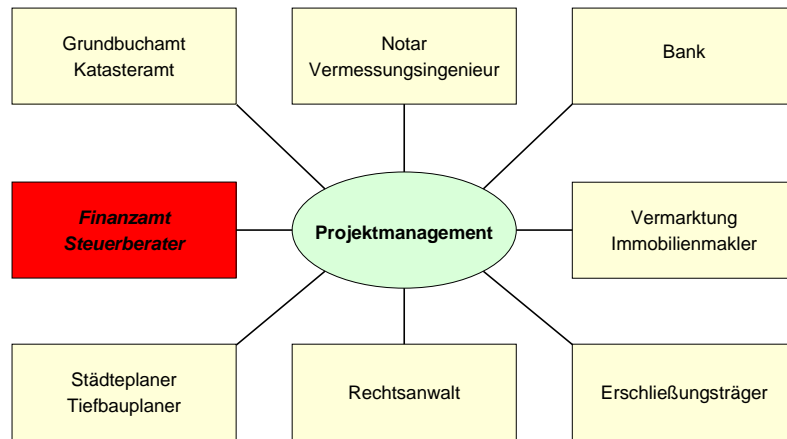 Grundbuchamt
Katasteramt
Notar
Vermessungsingenieur
Bank
Finanzamt
Steuerberater
Projektmanagement
Vermarktung
Immobilienmakler
Städteplaner
Tiefbauplaner
Rechtsanwalt
Erschließungsträger